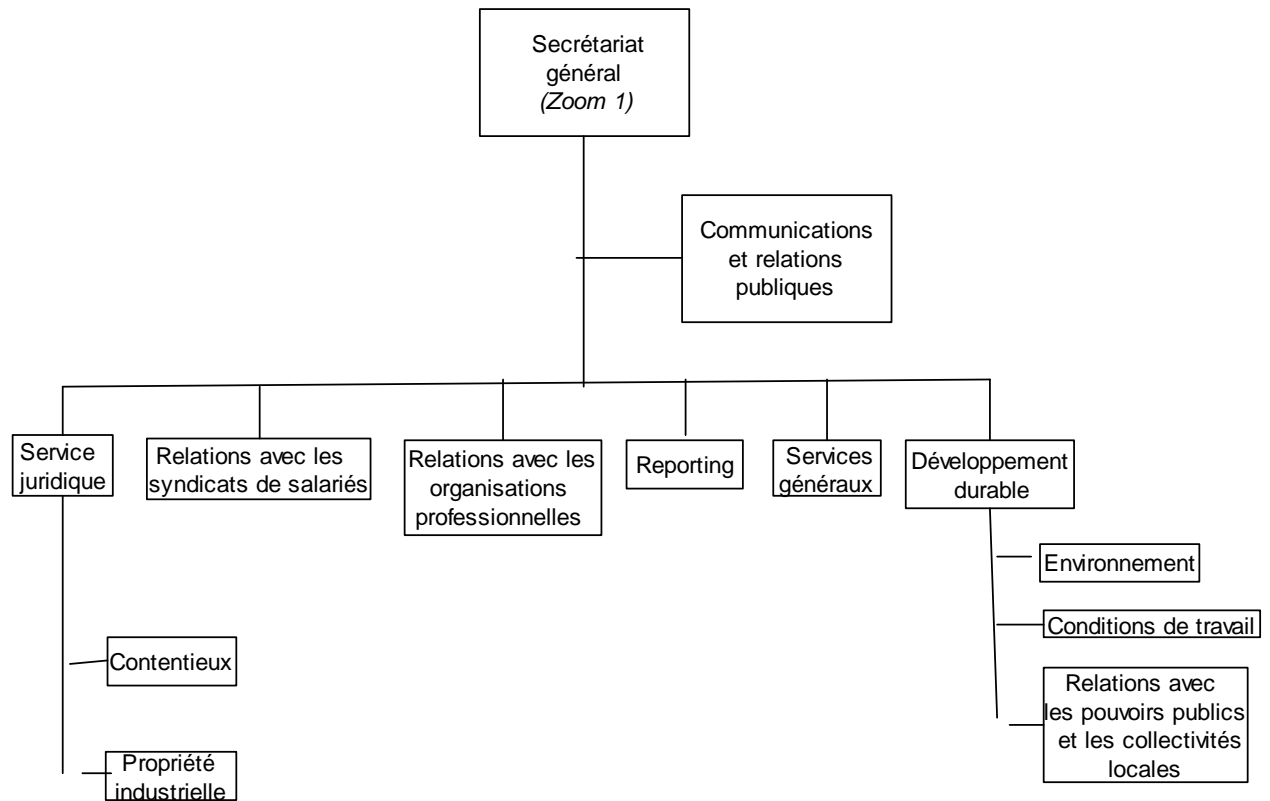 Secrétariat
général
(Zoom 1)
Communications
et relations
publiques
Service
juridique
Relations avec les
syndicats de salariés
Relations avec les
organisations
professionnelles
Reporting
Services
généraux
Développement
durable
Environnement
Conditions de travail
Relations avec
les pouvoirs publics
et les collectivités
locales
Contentieux
Propriété
industrielle